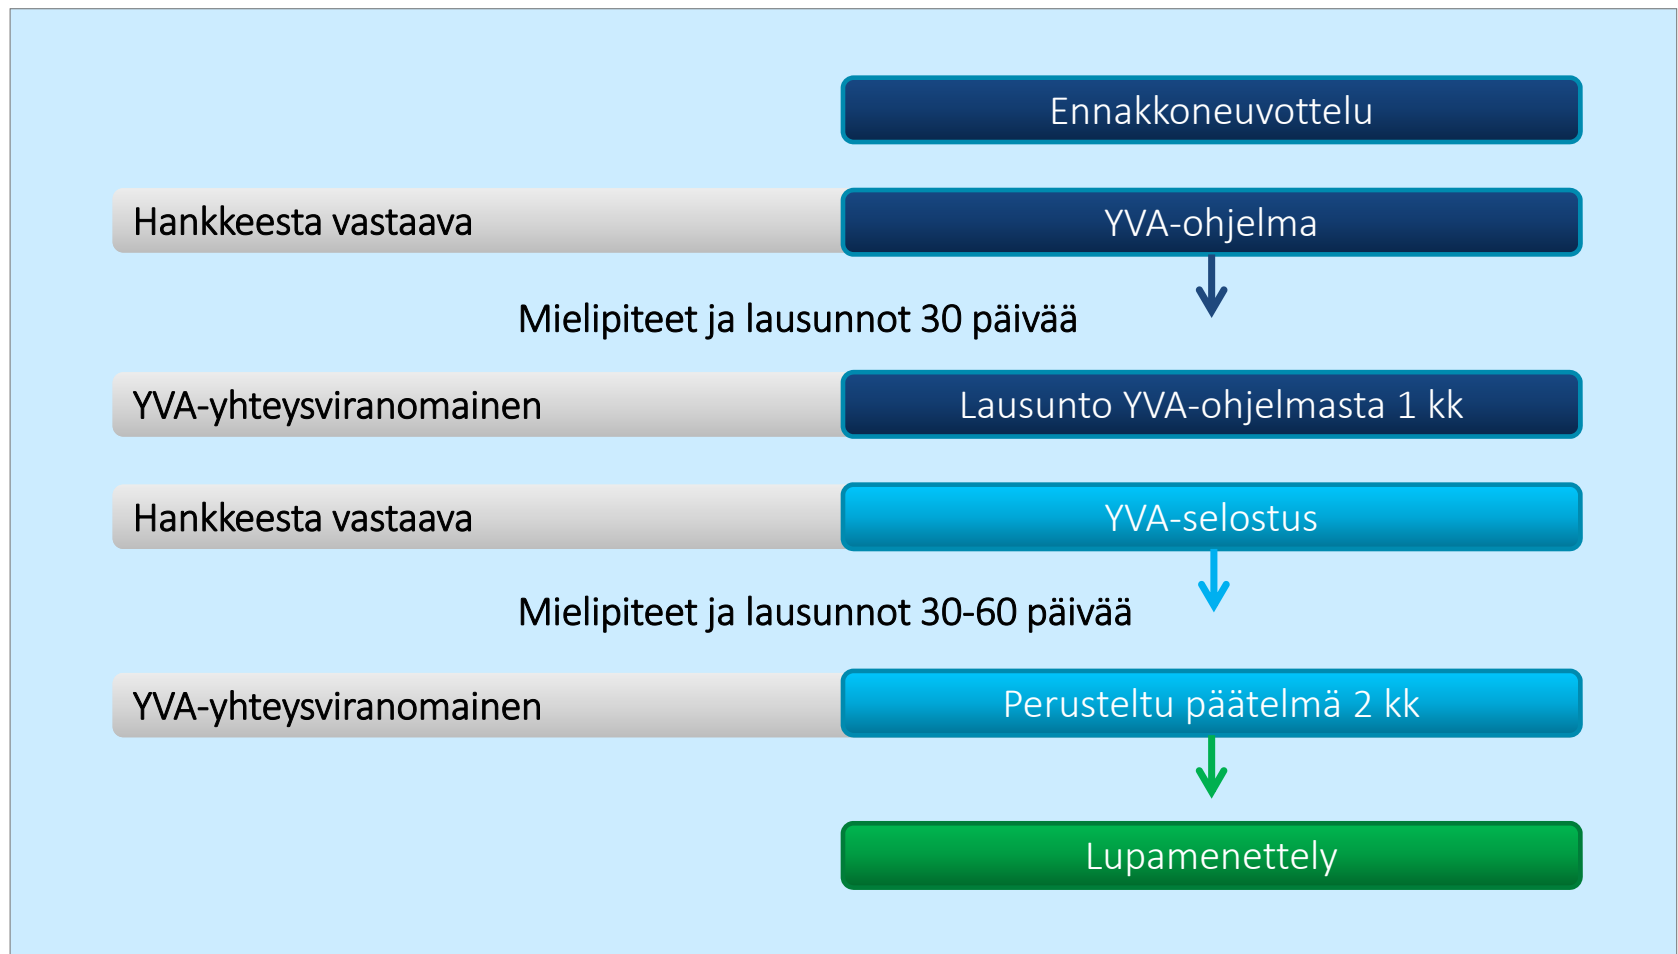 Ennakkoneuvottelu
Hankkeesta vastaava
YVA-ohjelma
Mielipiteet ja lausunnot 30 päivää
YVA-yhteysviranomainen
Lausunto YVA-ohjelmasta 1 kk
Hankkeesta vastaava
YVA-selostus
Mielipiteet ja lausunnot 30-60 päivää
YVA-yhteysviranomainen
Perusteltu päätelmä 2 kk
Lupamenettely